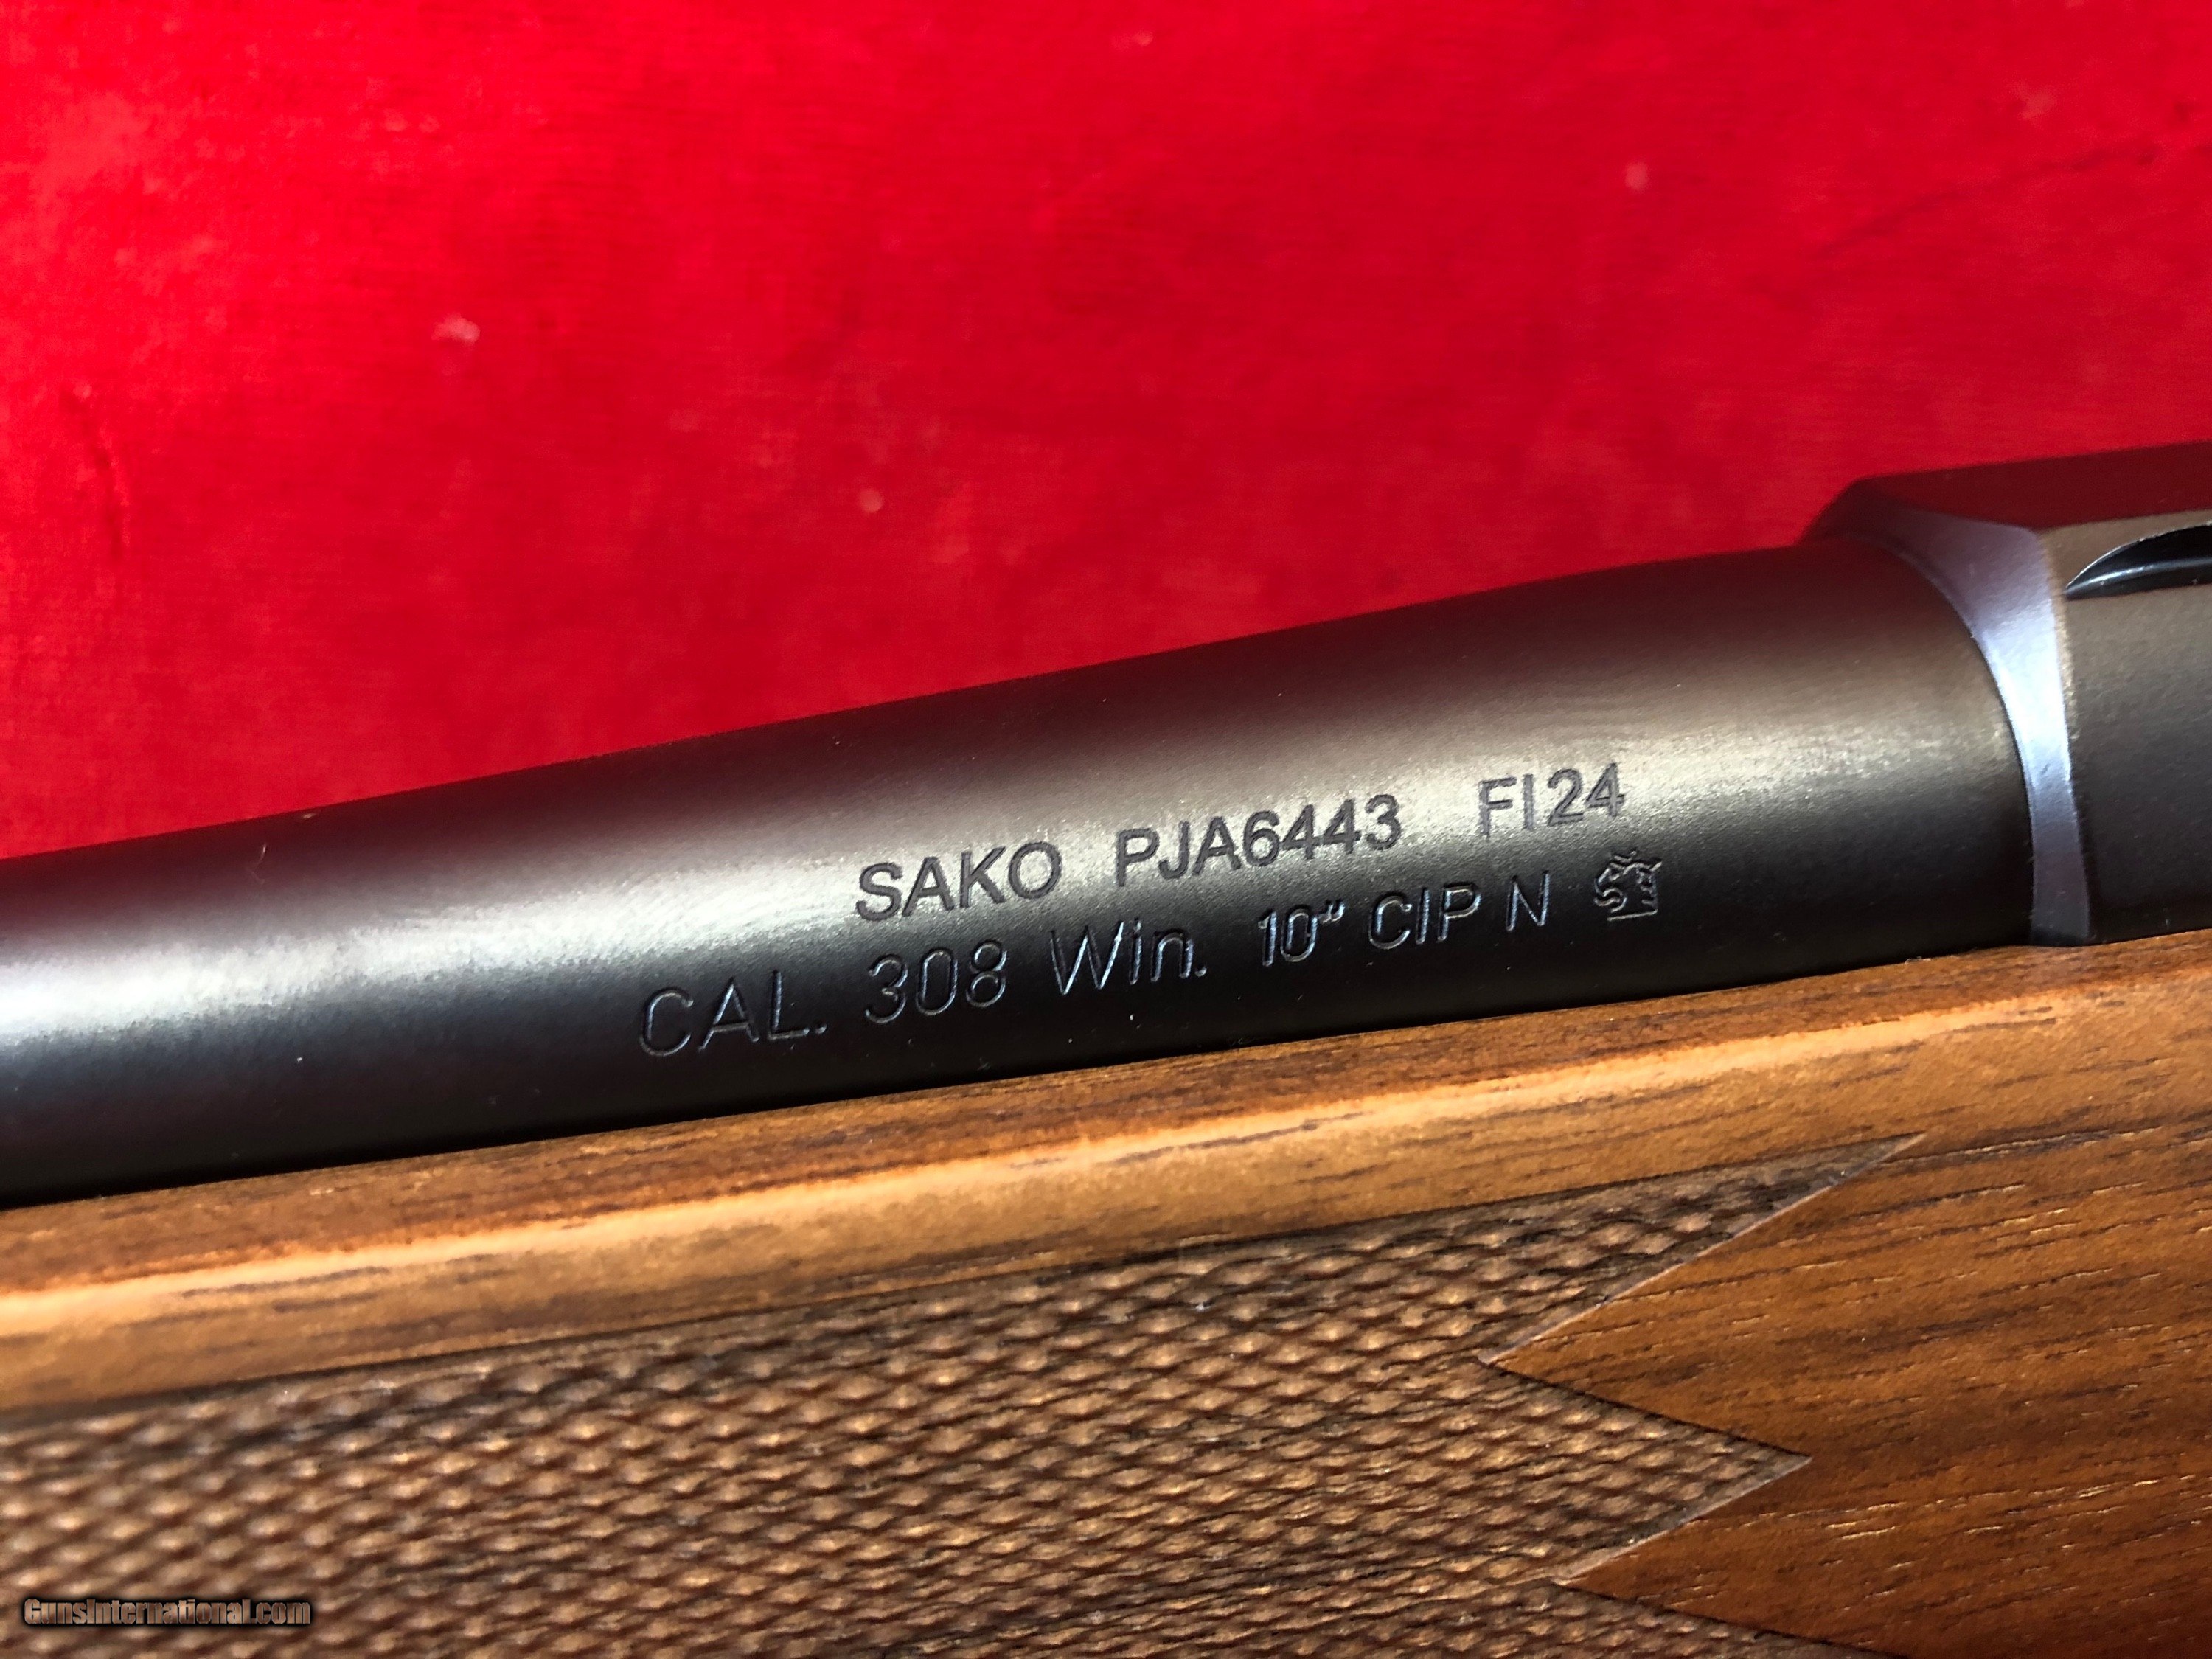 SAKO PJA6443 FI24
CAL. 308 Win. 10" CIP N
GunsInternational.com